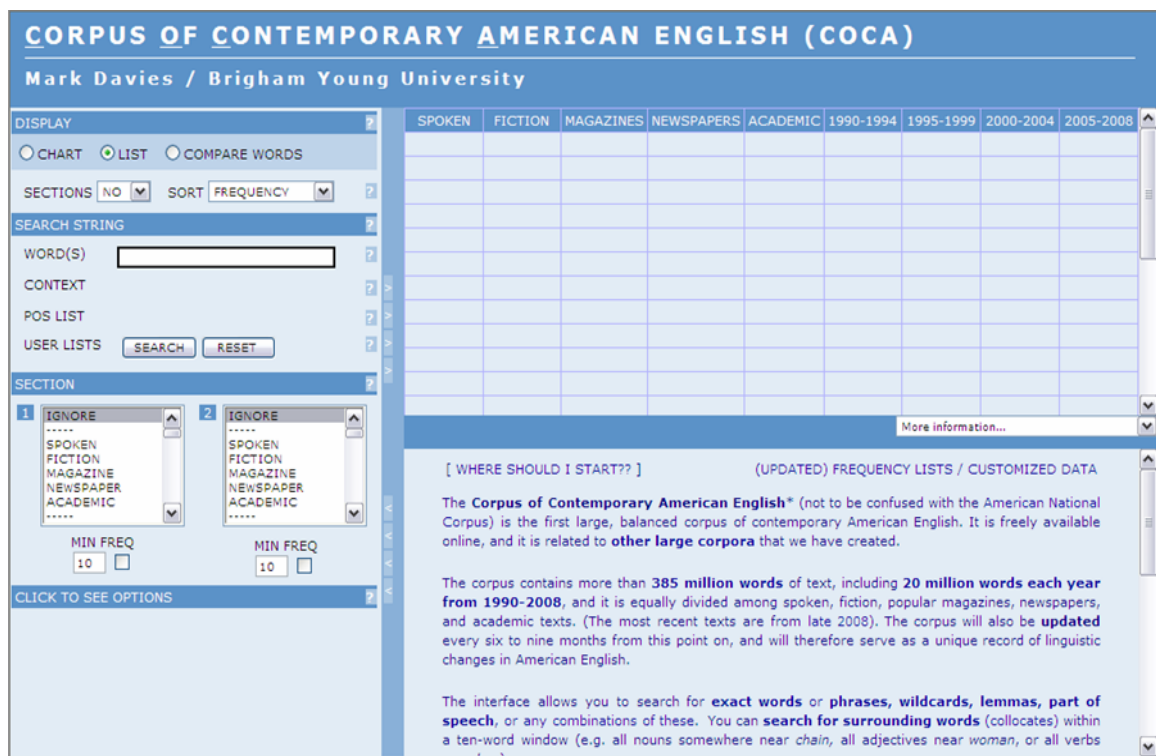 CORPUS OF CONTEMPORARY AMERICAN ENGLISH (COCA)
Mark Davies / Brigham Young University
DISPLAY ?
CHART LIST COMPARE WORDS
SECTIONS NO SORT FREQUENCY ?
SEARCH STRING ?
WORD(S) ?
CONTEXT ? >
POS LIST ? >
USER LISTS SEARCH RESET ? >
>
SECTION ?
1 IGNORE
-----
SPOKEN
FICTION
MAGAZINE
NEWSPAPER
ACADEMIC
-----
MIN FREQ
10
2 IGNORE
-----
SPOKEN
FICTION
MAGAZINE
NEWSPAPER
ACADEMIC
-----
MIN FREQ
10
<
<
<
<
CLICK TO SEE OPTIONS ?
SPOKEN FICTION MAGAZINES NEWSPAPERS ACADEMIC 1990-1994 1995-1999 2000-2004 2005-2008
More information...
[ WHERE SHOULD I START?? ] (UPDATED) FREQUENCY LISTS / CUSTOMIZED DATA
The Corpus of Contemporary American English* (not to be confused with the American National
Corpus) is the first large, balanced corpus of contemporary American English. It is freely available
online, and it is related to other large corpora that we have created.
The corpus contains more than 385 million words of text, including 20 million words each year
from 1990-2008, and it is equally divided among spoken, fiction, popular magazines, newspapers,
and academic texts. (The most recent texts are from late 2008). The corpus will also be updated
every six to nine months from this point on, and will therefore serve as a unique record of linguistic
changes in American English.
The interface allows you to search for exact words or phrases, wildcards, lemmas, part of
speech, or any combinations of these. You can search for surrounding words (collocates) within
a ten-word window (e.g. all nouns somewhere near chain, all adjectives near woman, or all verbs